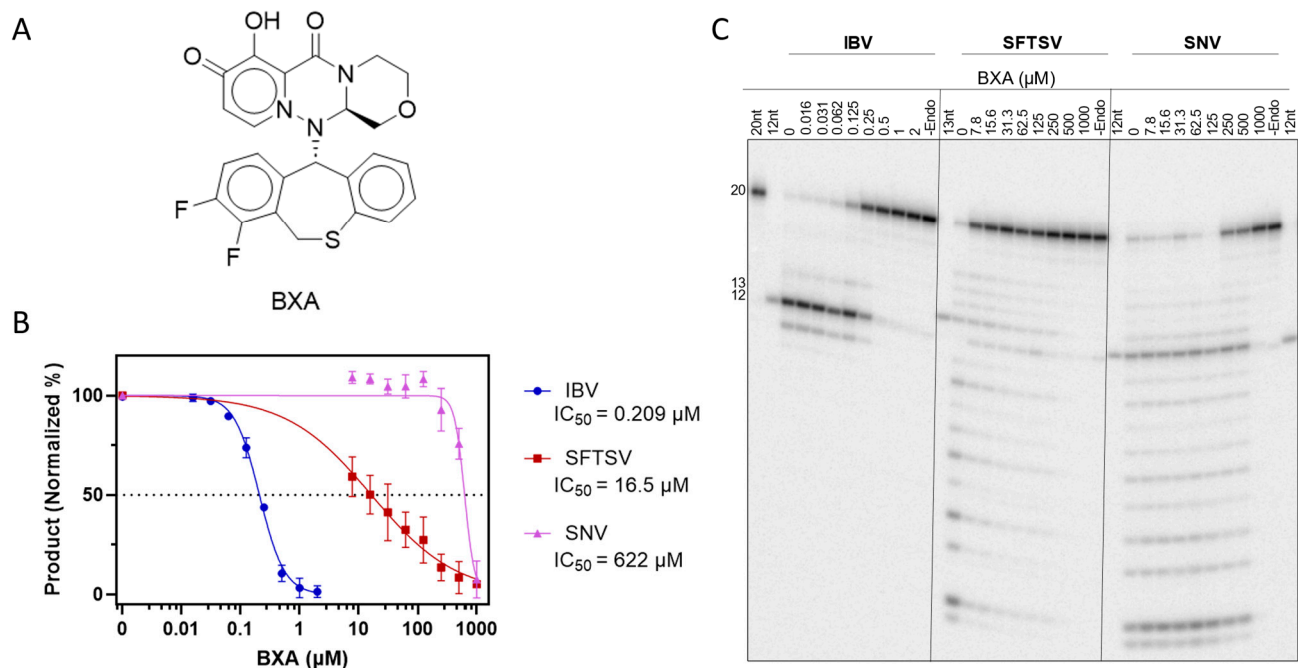 A
OH
O
O
N
N
O
N
F
F
S
BXA
B
Product (Normalized %)
100
50
0
0
0.01
0.1
1
10
100
1000
BXA (µM)
IBV
IC50 = 0.209 µM
SFTSV
IC50 = 16.5 µM
SNV
IC50 = 622 µM
C
IBV
SFTSV
SNV
BXA (µM)
20nt
12nt
0
0.016
0.031
0.062
0.125
0.25
0.5
1
2
-Endo
13nt
0
7.8
15.6
31.3
62.5
125
250
500
1000
-Endo
12nt
0
7.8
15.6
31.3
62.5
125
250
500
1000
-Endo
12nt
20
13
12